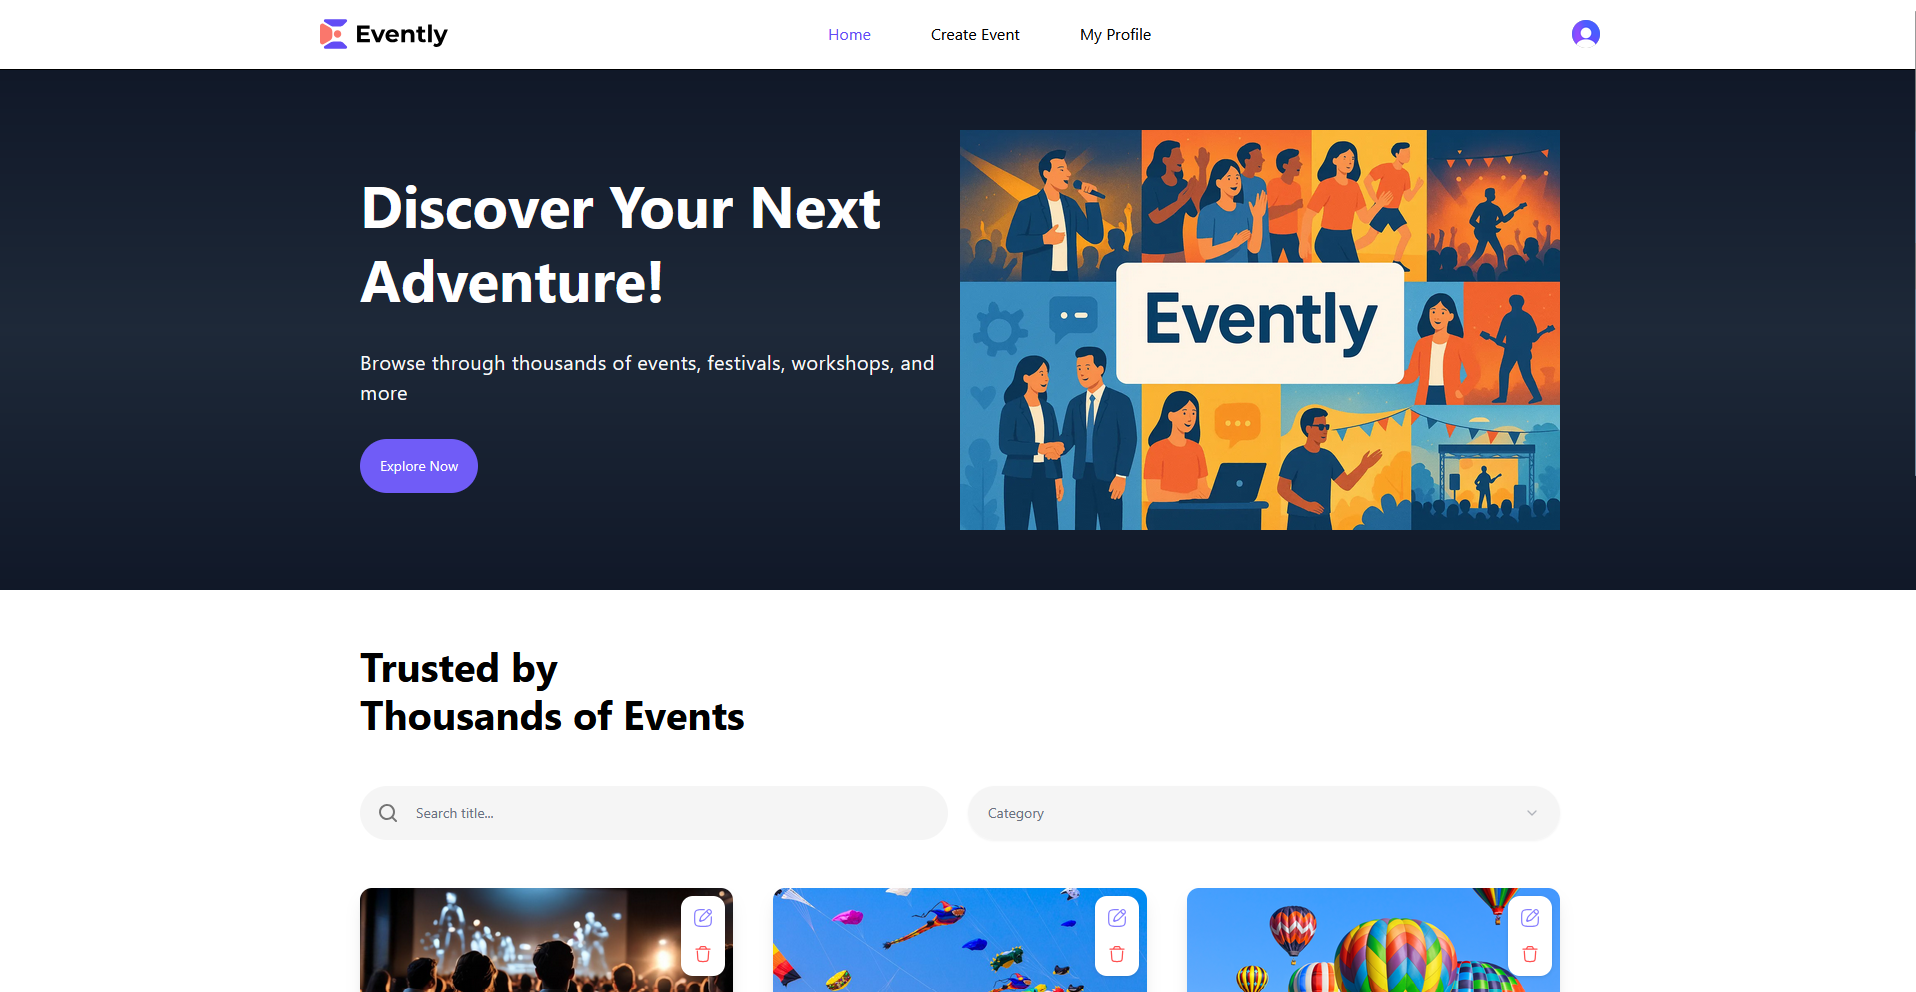 Evently
Home
Create Event
My Profile
Discover Your Next
Adventure!
Browse through thousands of events, festivals, workshops, and
more
Explore Now
Evently
Trusted by
Thousands of Events
Search title...
Category